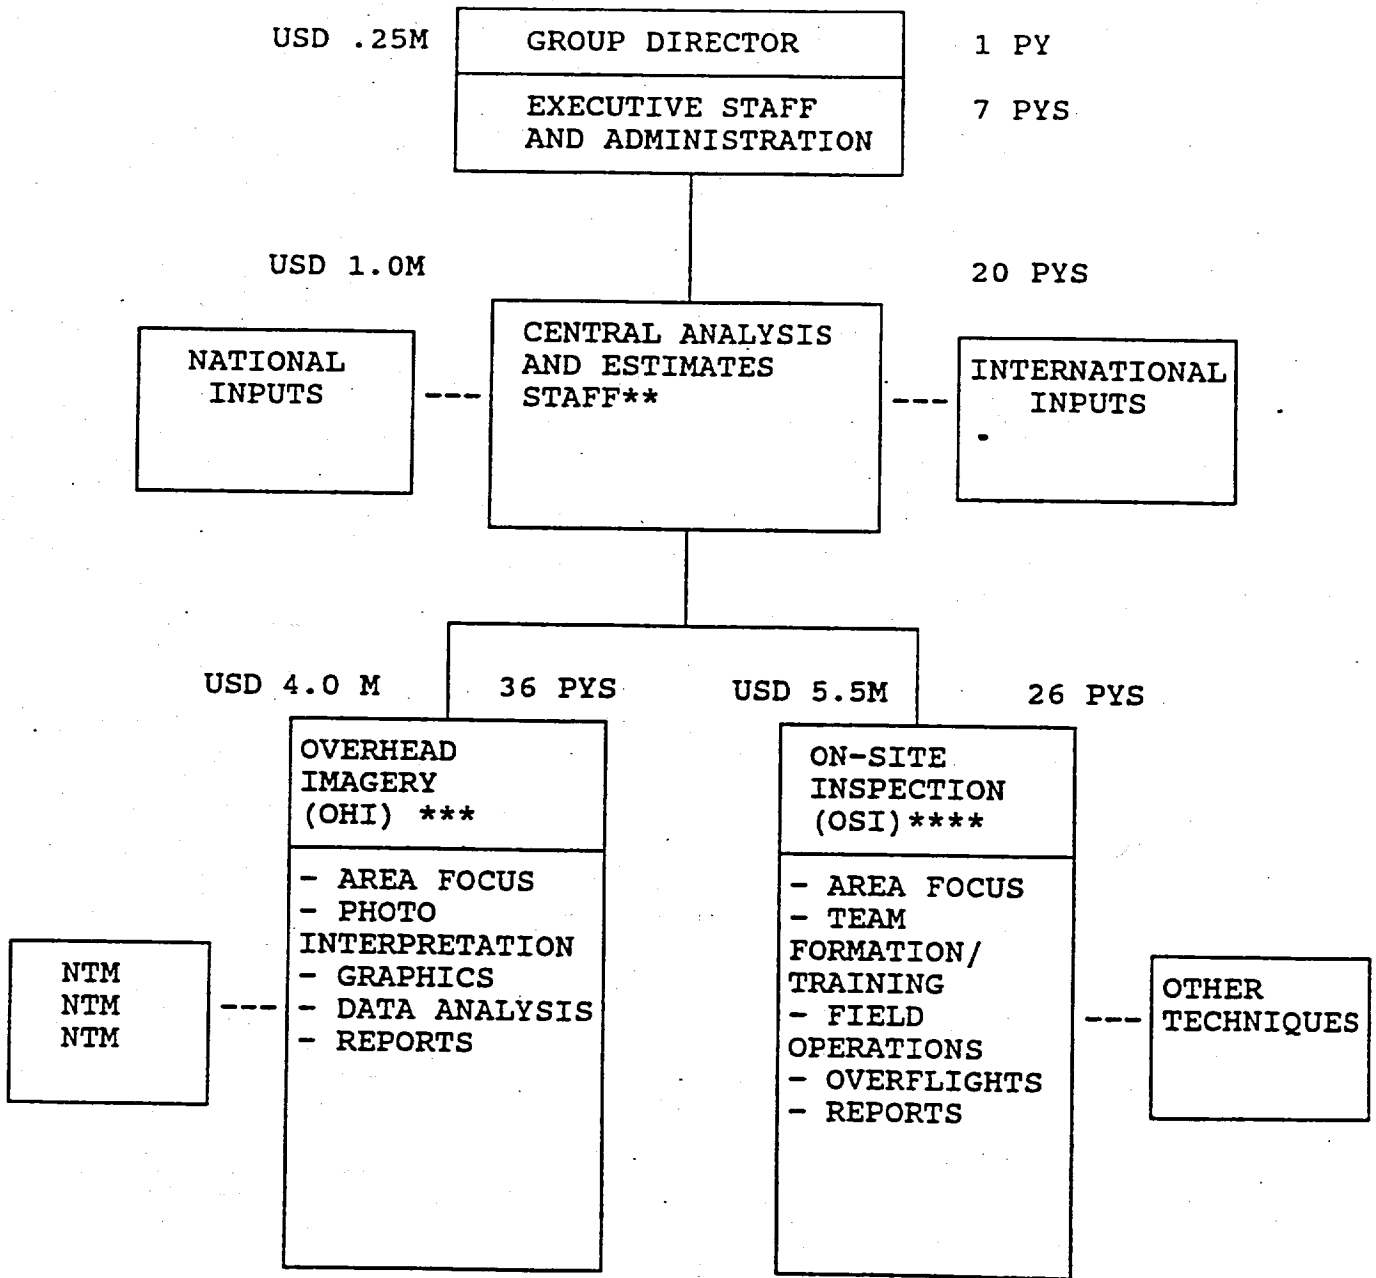 USD .25M
GROUP DIRECTOR
1 PY
EXECUTIVE STAFF
AND ADMINISTRATION
7 PYS
USD 1.0M
20 PYS
NATIONAL
INPUTS
---
CENTRAL ANALYSIS
AND ESTIMATES
STAFF**
---
INTERNATIONAL
INPUTS
USD 4.0 M
36 PYS
USD 5.5M
26 PYS
OVERHEAD
IMAGERY
(OHI) ***
- AREA FOCUS
- PHOTO
INTERPRETATION
- GRAPHICS
- DATA ANALYSIS
- REPORTS
NTM
NTM
NTM
---
ON-SITE
INSPECTION
(OSI)****
- AREA FOCUS
- TEAM
FORMATION/
TRAINING
- FIELD
OPERATIONS
- OVERFLIGHTS
- REPORTS
---
OTHER
TECHNIQUES